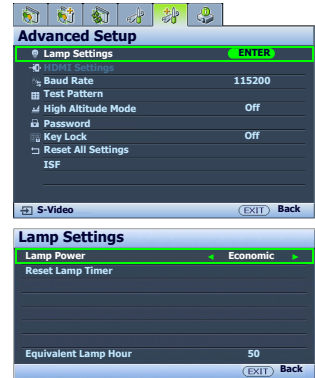 Advanced Setup
Lamp Settings ENTER
HDMI Settings
Baud Rate 115200
Test Pattern
High Altitude Mode Off
Password
Key Lock Off
Reset All Settings
ISF
S-Video EXIT Back
Lamp Settings
Lamp Power Economic
Reset Lamp Timer
Equivalent Lamp Hour 50
EXIT Back